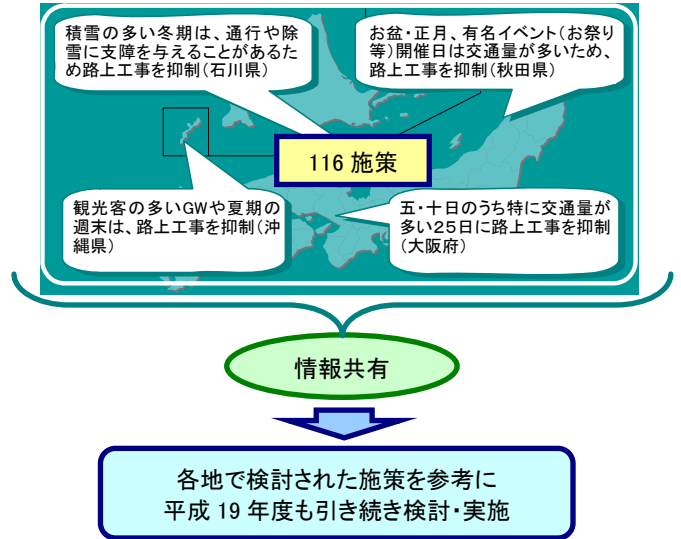 積雪の多い冬期は、通行や除
雪に支障を与えることがあるた
め路上工事を抑制(石川県)
お盆・正月、有名イベント(お祭り
等)開催日は交通量が多いため、
路上工事を抑制(秋田県)
116 施策
観光客の多いGWや夏期の
週末は、路上工事を抑制(沖
縄県)
五・十日のうち特に交通量が
多い25日に路上工事を抑制
(大阪府)
情報共有
各地で検討された施策を参考に
平成 19 年度も引き続き検討・実施